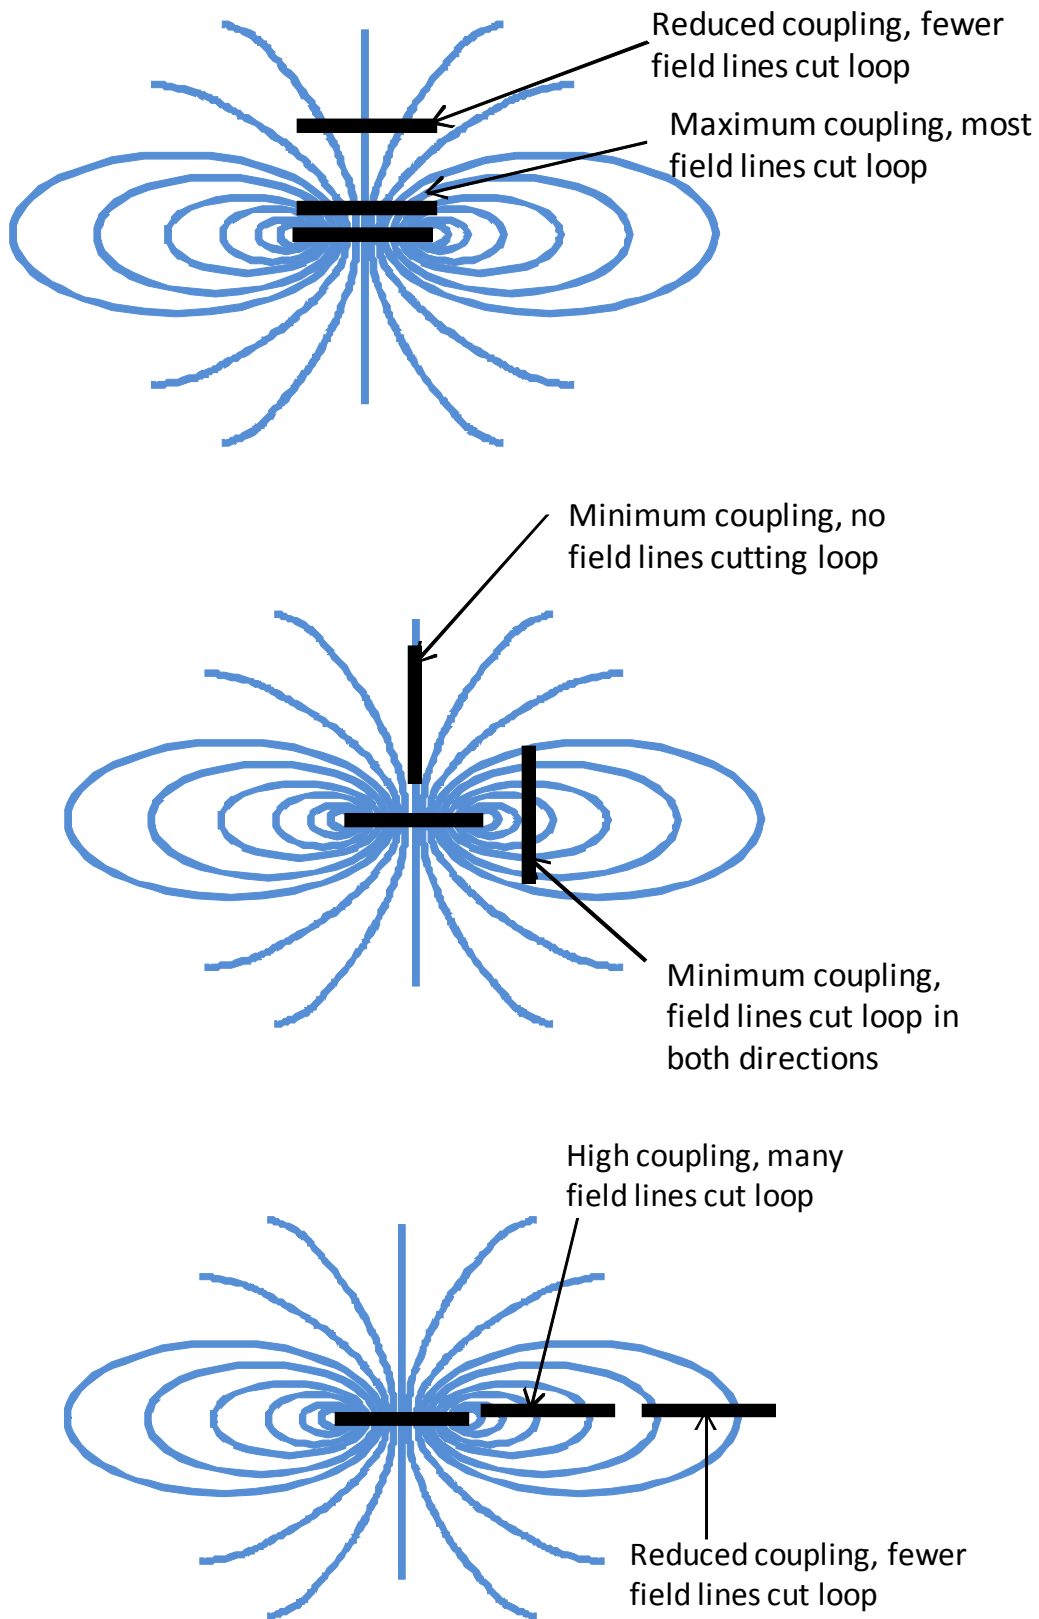 Reduced coupling, fewer
field lines cut loop
Maximum coupling, most
field lines cut loop
Minimum coupling, no
field lines cutting loop
Minimum coupling,
field lines cut loop in
both directions
High coupling, many
field lines cut loop
Reduced coupling, fewer
field lines cut loop